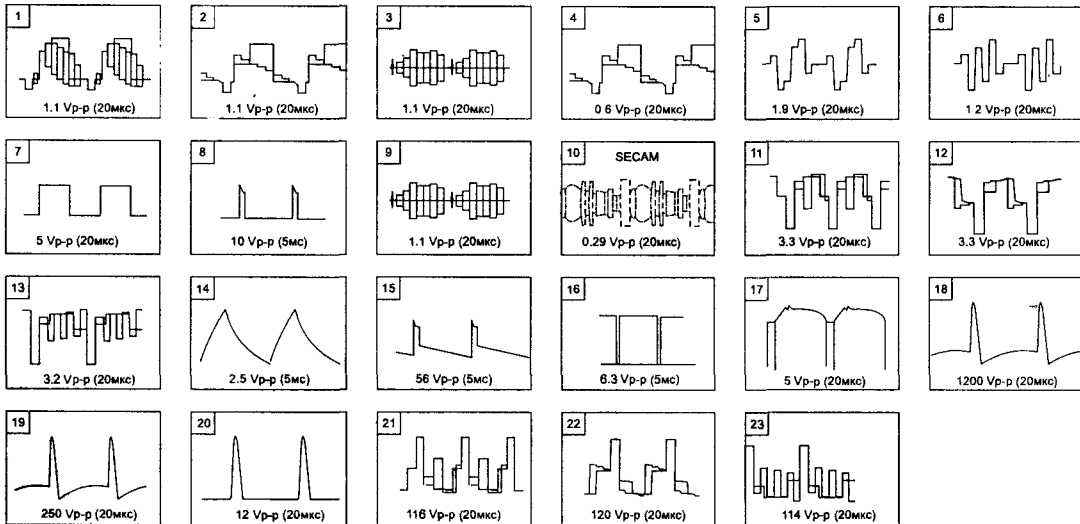 1
1.1 Vp-p (20мкс)
2
1.1 Vp-p (20мкс)
3
1.1 Vp-p (20мкс)
4
0 6 Vp-p (20мкс)
5
1.9 Vp-p (20мкс)
6
1 2 Vp-p (20мкс)
7
5 Vp-p (20мкс)
8
10 Vp-p (5мс)
9
1.1 Vp-p (20мкс)
10
SECAM
0.29 Vp-p (20мкс)
11
3.3 Vp-p (20мкс)
12
3.3 Vp-p (20мкс)
13
3.2 Vp-p (20мкс)
14
2.5 Vp-p (5мс)
15
56 Vp-p (5мс)
16
6.3 Vp-p (5мс)
17
5 Vp-p (20мкс)
18
1200 Vp-p (20мкс)
19
250 Vp-p (20мкс)
20
12 Vp-p (20мкс)
21
116 Vp-p (20мкс)
22
120 Vp-p (20мкс)
23
114 Vp-p (20мкс)